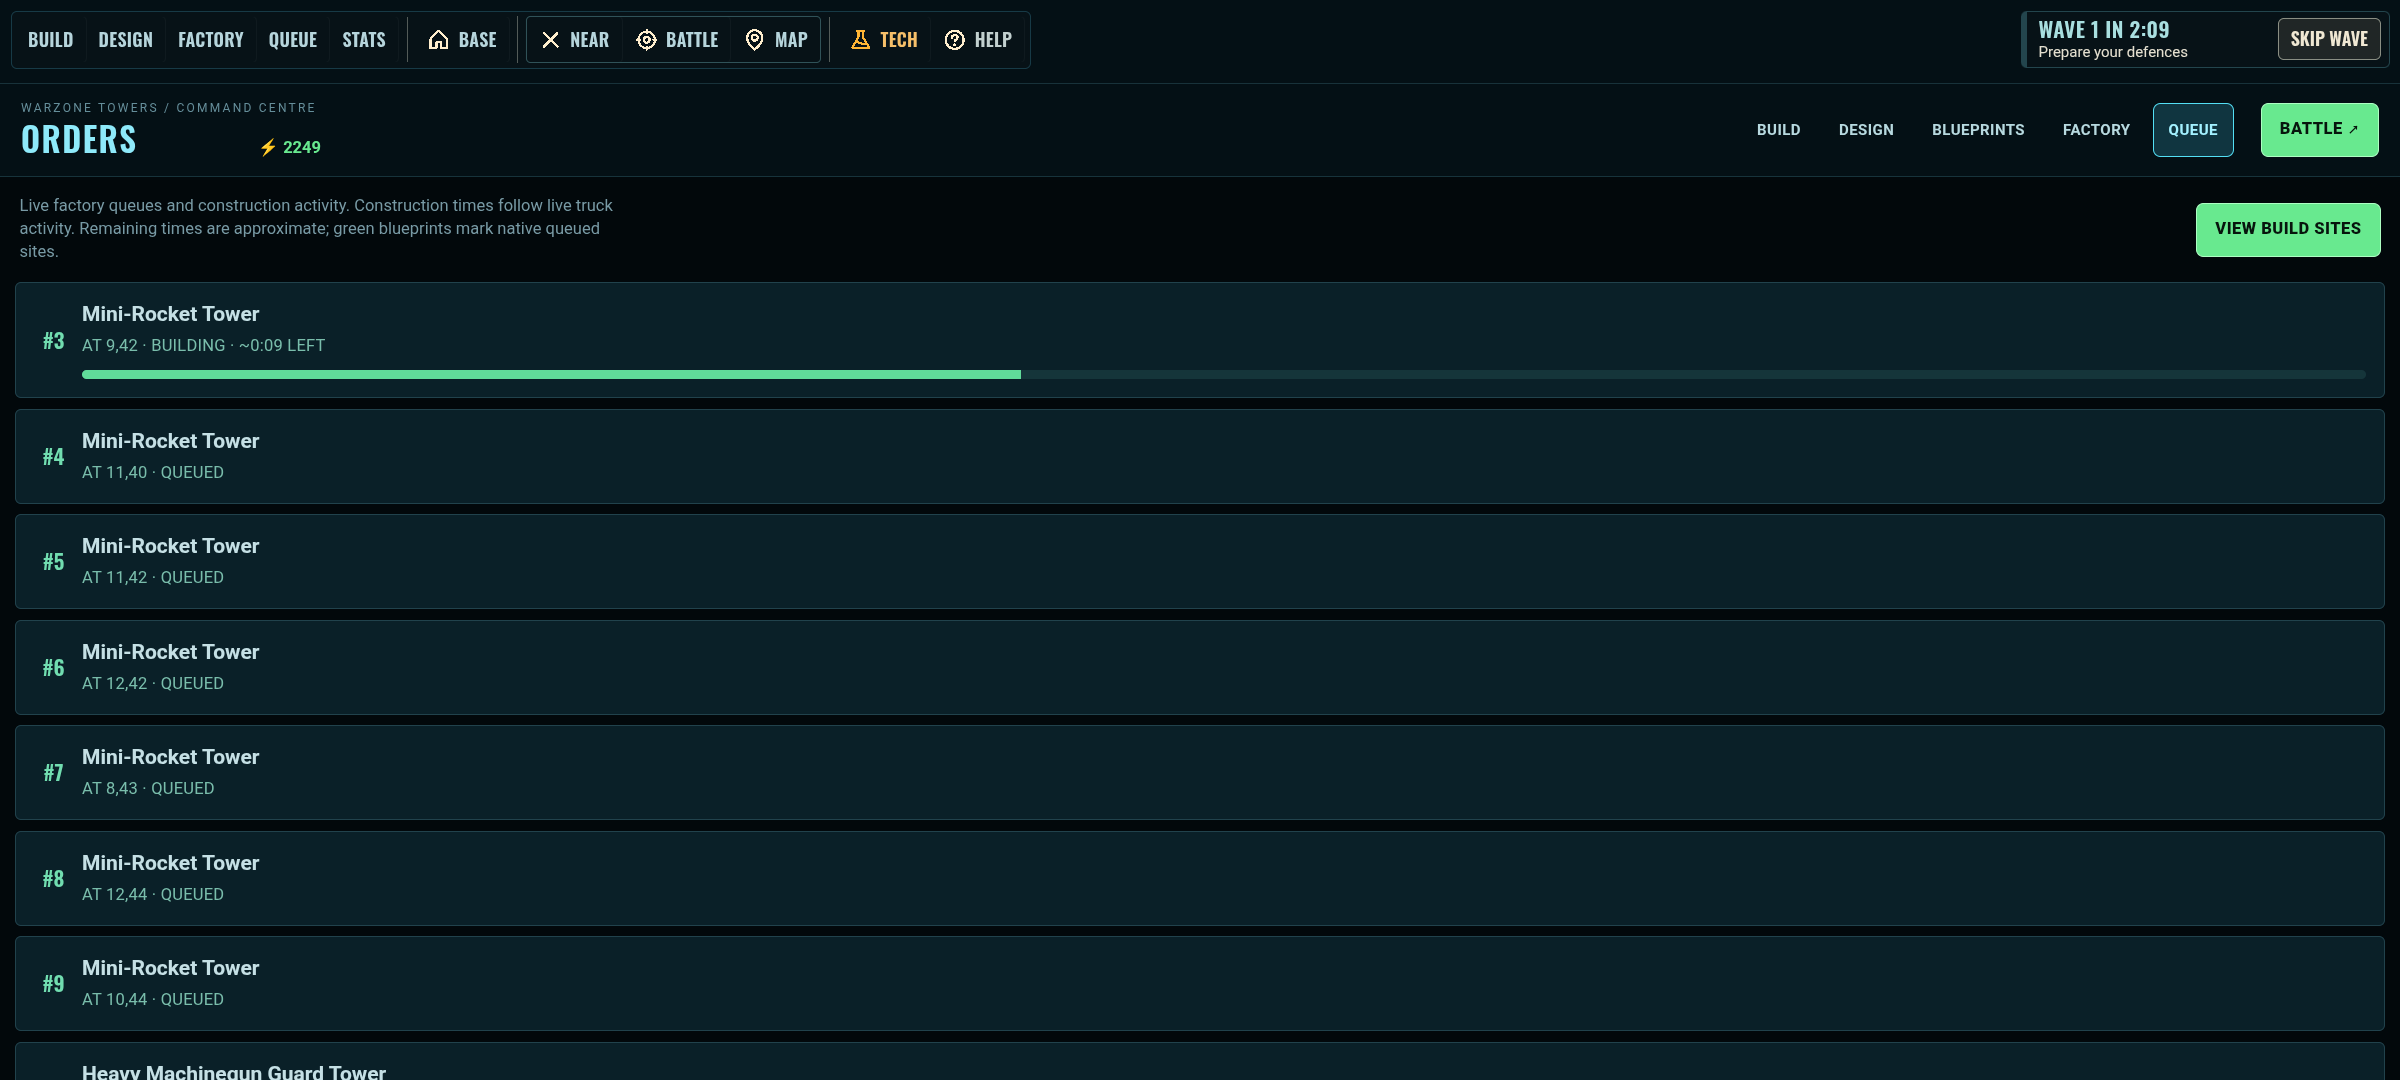 BUILD DESIGN FACTORY QUEUE STATS BASE NEAR BATTLE MAP TECH HELP
WAVE 1 IN 2:09
Prepare your defences
SKIP WAVE
WARZONE TOWERS / COMMAND CENTRE
ORDERS
⚡ 2249
BUILD DESIGN BLUEPRINTS FACTORY QUEUE BATTLE ↗
Live factory queues and construction activity. Construction times follow live truck
activity. Remaining times are approximate; green blueprints mark native queued
sites.
VIEW BUILD SITES
#3
Mini-Rocket Tower
AT 9,42 · BUILDING · ~0:09 LEFT
#4
Mini-Rocket Tower
AT 11,40 · QUEUED
#5
Mini-Rocket Tower
AT 11,42 · QUEUED
#6
Mini-Rocket Tower
AT 12,42 · QUEUED
#7
Mini-Rocket Tower
AT 8,43 · QUEUED
#8
Mini-Rocket Tower
AT 12,44 · QUEUED
#9
Mini-Rocket Tower
AT 10,44 · QUEUED
Heavy Machinegun Guard Tower